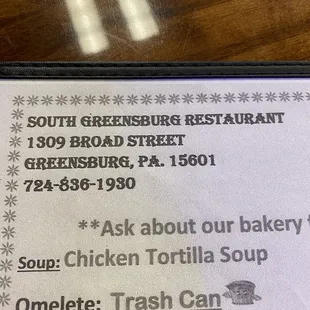 SOUTH GREENSBURG RESTAURANT
1309 BROAD STREET
GREENSBURG, PA. 15601
724-836-1930
**Ask about our bakery
Soup: Chicken Tortilla Soup
Omelete: Trash Can